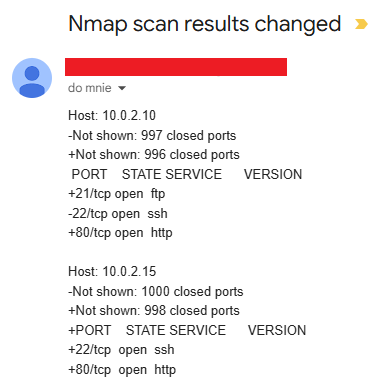 Nmap scan results changed
do mnie
Host: 10.0.2.10
-Not shown: 997 closed ports
+Not shown: 996 closed ports
PORT STATE SERVICE VERSION
+21/tcp open ftp
-22/tcp open ssh
+80/tcp open http
Host: 10.0.2.15
-Not shown: 1000 closed ports
+Not shown: 998 closed ports
+PORT STATE SERVICE VERSION
+22/tcp open ssh
+80/tcp open http